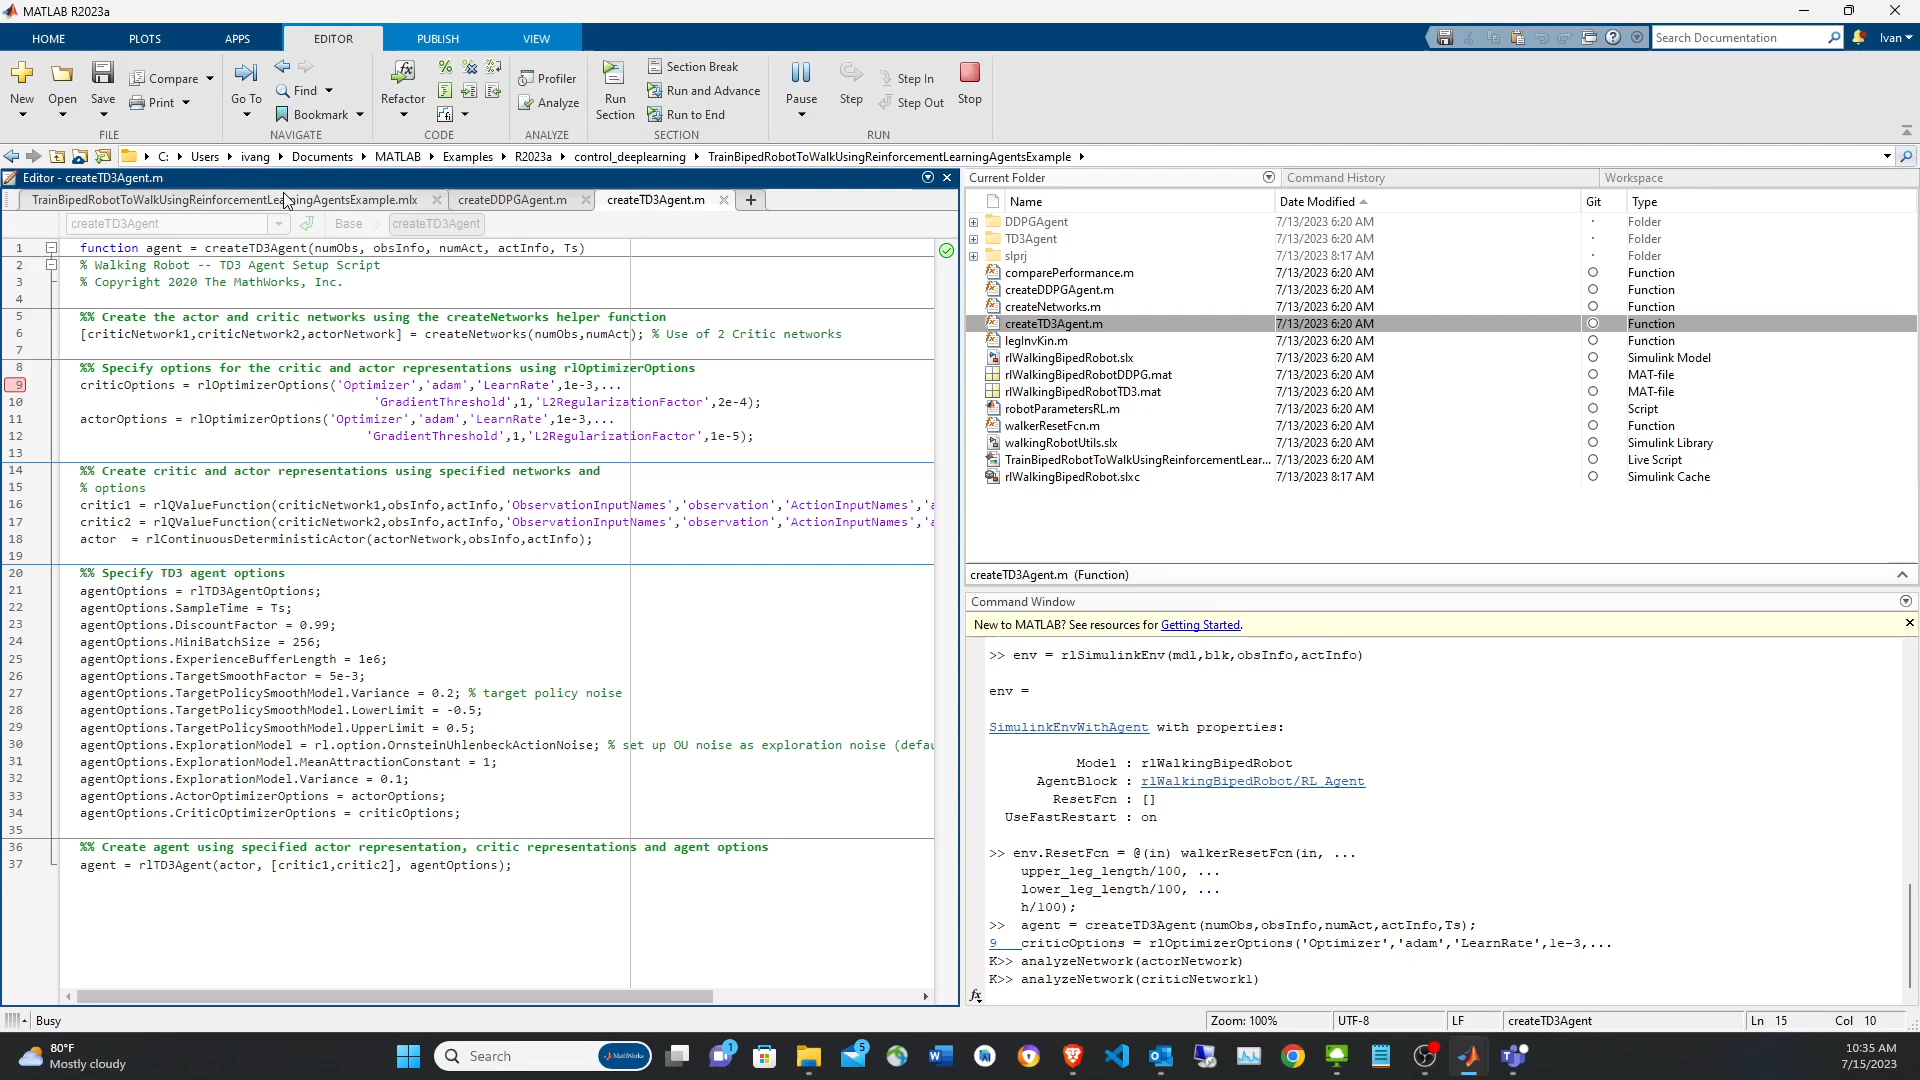 MATLAB R2023a
HOME PLOTS APPS EDITOR PUBLISH VIEW
Search Documentation
Ivan
New Open Save Compare Print
Go To Find Bookmark
Refactor
Profiler
Analyze
Run Section
Section Break
Run and Advance
Run to End
Pause Step Step In Step Out Stop
FILE NAVIGATE CODE ANALYZE SECTION RUN
C: Users ivang Documents MATLAB Examples R2023a control_deeplearning TrainBipedRobotToWalkUsingReinforcementLearningAgentsExample
Editor - createTD3Agent.m
TrainBipedRobotToWalkUsingReinforcementLearningAgentsExample.mlx createDDPGAgent.m createTD3Agent.m
createTD3Agent Base createTD3Agent
1 function agent = createTD3Agent(numObs, obsInfo, numAct, actInfo, Ts)
2 % Walking Robot -- TD3 Agent Setup Script
3 % Copyright 2020 The MathWorks, Inc.
4
5 %% Create the actor and critic networks using the createNetworks helper function
6 [criticNetwork1,criticNetwork2,actorNetwork] = createNetworks(numObs,numAct); % Use of 2 Critic networks
7
8 %% Specify options for the critic and actor representations using rlOptimizerOptions
9 criticOptions = rlOptimizerOptions('Optimizer','adam','LearnRate',1e-3,...
10 'GradientThreshold',1,'L2RegularizationFactor',2e-4);
11 actorOptions = rlOptimizerOptions('Optimizer','adam','LearnRate',1e-3,...
12 'GradientThreshold',1,'L2RegularizationFactor',1e-5);
13
14 %% Create critic and actor representations using specified networks and
15 % options
16 critic1 = rlQValueFunction(criticNetwork1,obsInfo,actInfo,'ObservationInputNames','observation','ActionInputNames','a
17 critic2 = rlQValueFunction(criticNetwork2,obsInfo,actInfo,'ObservationInputNames','observation','ActionInputNames','a
18 actor = rlContinuousDeterministicActor(actorNetwork,obsInfo,actInfo);
19
20 %% Specify TD3 agent options
21 agentOptions = rlTD3AgentOptions;
22 agentOptions.SampleTime = Ts;
23 agentOptions.DiscountFactor = 0.99;
24 agentOptions.MiniBatchSize = 256;
25 agentOptions.ExperienceBufferLength = 1e6;
26 agentOptions.TargetSmoothFactor = 5e-3;
27 agentOptions.TargetPolicySmoothModel.Variance = 0.2; % target policy noise
28 agentOptions.TargetPolicySmoothModel.LowerLimit = -0.5;
29 agentOptions.TargetPolicySmoothModel.UpperLimit = 0.5;
30 agentOptions.ExplorationModel = rl.option.OrnsteinUhlenbeckActionNoise; % set up OU noise as exploration noise (defau
31 agentOptions.ExplorationModel.MeanAttractionConstant = 1;
32 agentOptions.ExplorationModel.Variance = 0.1;
33 agentOptions.ActorOptimizerOptions = actorOptions;
34 agentOptions.CriticOptimizerOptions = criticOptions;
35
36 %% Create agent using specified actor representation, critic representations and agent options
37 agent = rlTD3Agent(actor, [critic1,critic2], agentOptions);
Current Folder Command History Workspace
Name Date Modified Git Type
DDPGAgent 7/13/2023 6:20 AM Folder
TD3Agent 7/13/2023 6:20 AM Folder
slprj 7/13/2023 8:17 AM Folder
comparePerformance.m 7/13/2023 6:20 AM Function
createDDPGAgent.m 7/13/2023 6:20 AM Function
createNetworks.m 7/13/2023 6:20 AM Function
createTD3Agent.m 7/13/2023 6:20 AM Function
legInvKin.m 7/13/2023 6:20 AM Function
rlWalkingBipedRobot.slx 7/13/2023 6:20 AM Simulink Model
rlWalkingBipedRobotDDPG.mat 7/13/2023 6:20 AM MAT-file
rlWalkingBipedRobotTD3.mat 7/13/2023 6:20 AM MAT-file
robotParametersRL.m 7/13/2023 6:20 AM Script
walkerResetFcn.m 7/13/2023 6:20 AM Function
walkingRobotUtils.slx 7/13/2023 6:20 AM Simulink Library
TrainBipedRobotToWalkUsingReinforcementLear... 7/13/2023 6:20 AM Live Script
rlWalkingBipedRobot.slxc 7/13/2023 8:17 AM Simulink Cache
createTD3Agent.m (Function)
Command Window
New to MATLAB? See resources for Getting Started.
>> env = rlSimulinkEnv(mdl,blk,obsInfo,actInfo)
env =
SimulinkEnvWithAgent with properties:
Model : rlWalkingBipedRobot
AgentBlock : rlWalkingBipedRobot/RL Agent
ResetFcn : []
UseFastRestart : on
>> env.ResetFcn = @(in) walkerResetFcn(in, ...
upper_leg_length/100, ...
lower_leg_length/100, ...
h/100);
>> agent = createTD3Agent(numObs,obsInfo,numAct,actInfo,Ts);
9 criticOptions = rlOptimizerOptions('Optimizer','adam','LearnRate',1e-3,...
K>> analyzeNetwork(actorNetwork)
K>> analyzeNetwork(criticNetwork1)
fx
Busy
Zoom: 100% UTF-8 LF createTD3Agent Ln 15 Col 10
80°F
Mostly cloudy
Search
MathWorks
1
5
10:35 AM
7/15/2023